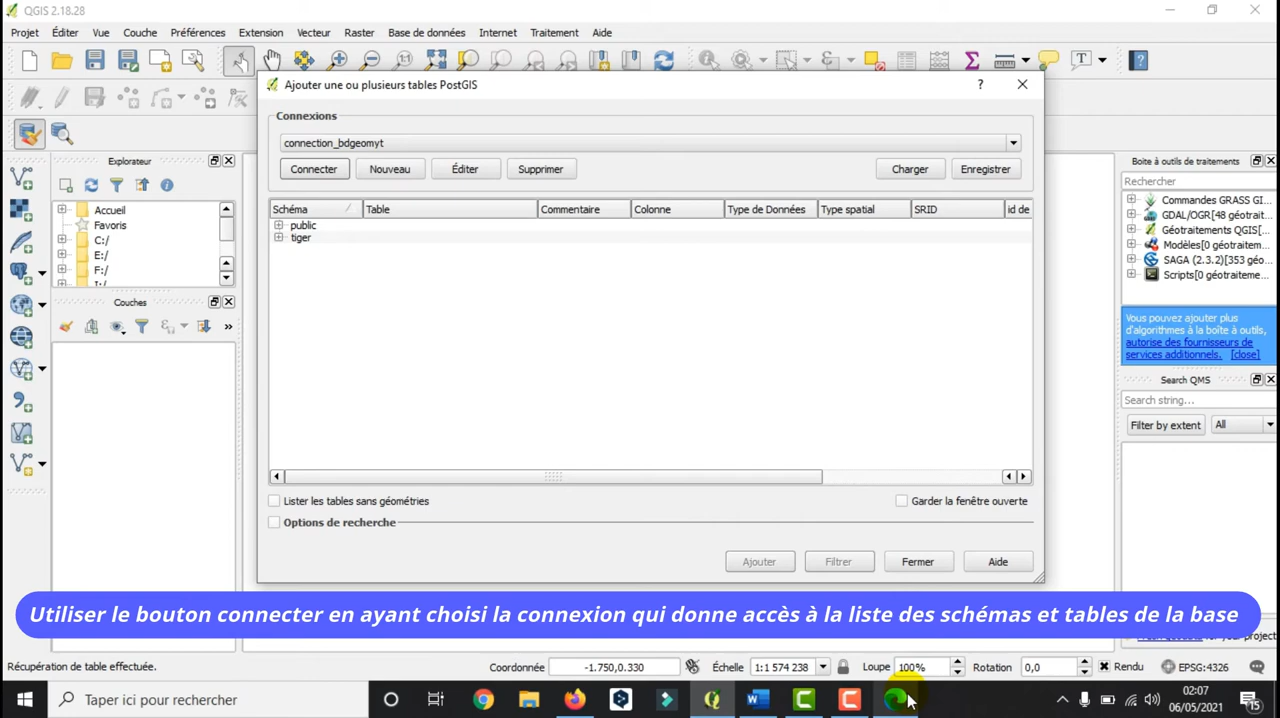 QGIS 2.18.28
Projet Éditer Vue Couche Préférences Extension Vecteur Raster Base de données Internet Traitement Aide
Ajouter une ou plusieurs tables PostGIS
Connexions
connection_bdgeomyt
Connecter Nouveau Éditer Supprimer Charger Enregistrer
Schéma Table Commentaire Colonne Type de Données Type spatial SRID id de
public
tiger
Lister les tables sans géométries Garder la fenêtre ouverte
Options de recherche
Ajouter Filtrer Fermer Aide
Explorateur
Accueil
Favoris
C:/
E:/
F:/
Couches
Boite à outils de traitements
Rechercher
Commandes GRASS GI...
GDAL/OGR[48 géotrait...
Géotraitements QGIS[...
Modèles[0 géotraitem...
SAGA (2.3.2)[353 géo...
Scripts[0 géotraiteme...
Vous pouvez ajouter plus
d'algorithmes à la boîte à outils,
autorise des fournisseurs de
services additionnels. [close]
Search QMS
Search string...
Filter by extent All
Utiliser le bouton connecter en ayant choisi la connexion qui donne accès à la liste des schémas et tables de la base
Récupération de table effectuée. Coordonnée -1.750,0.330 Échelle 1:1 574 238 Loupe 100% Rotation 0,0 Rendu EPSG:4326
Taper ici pour rechercher
02:07
06/05/2021
15